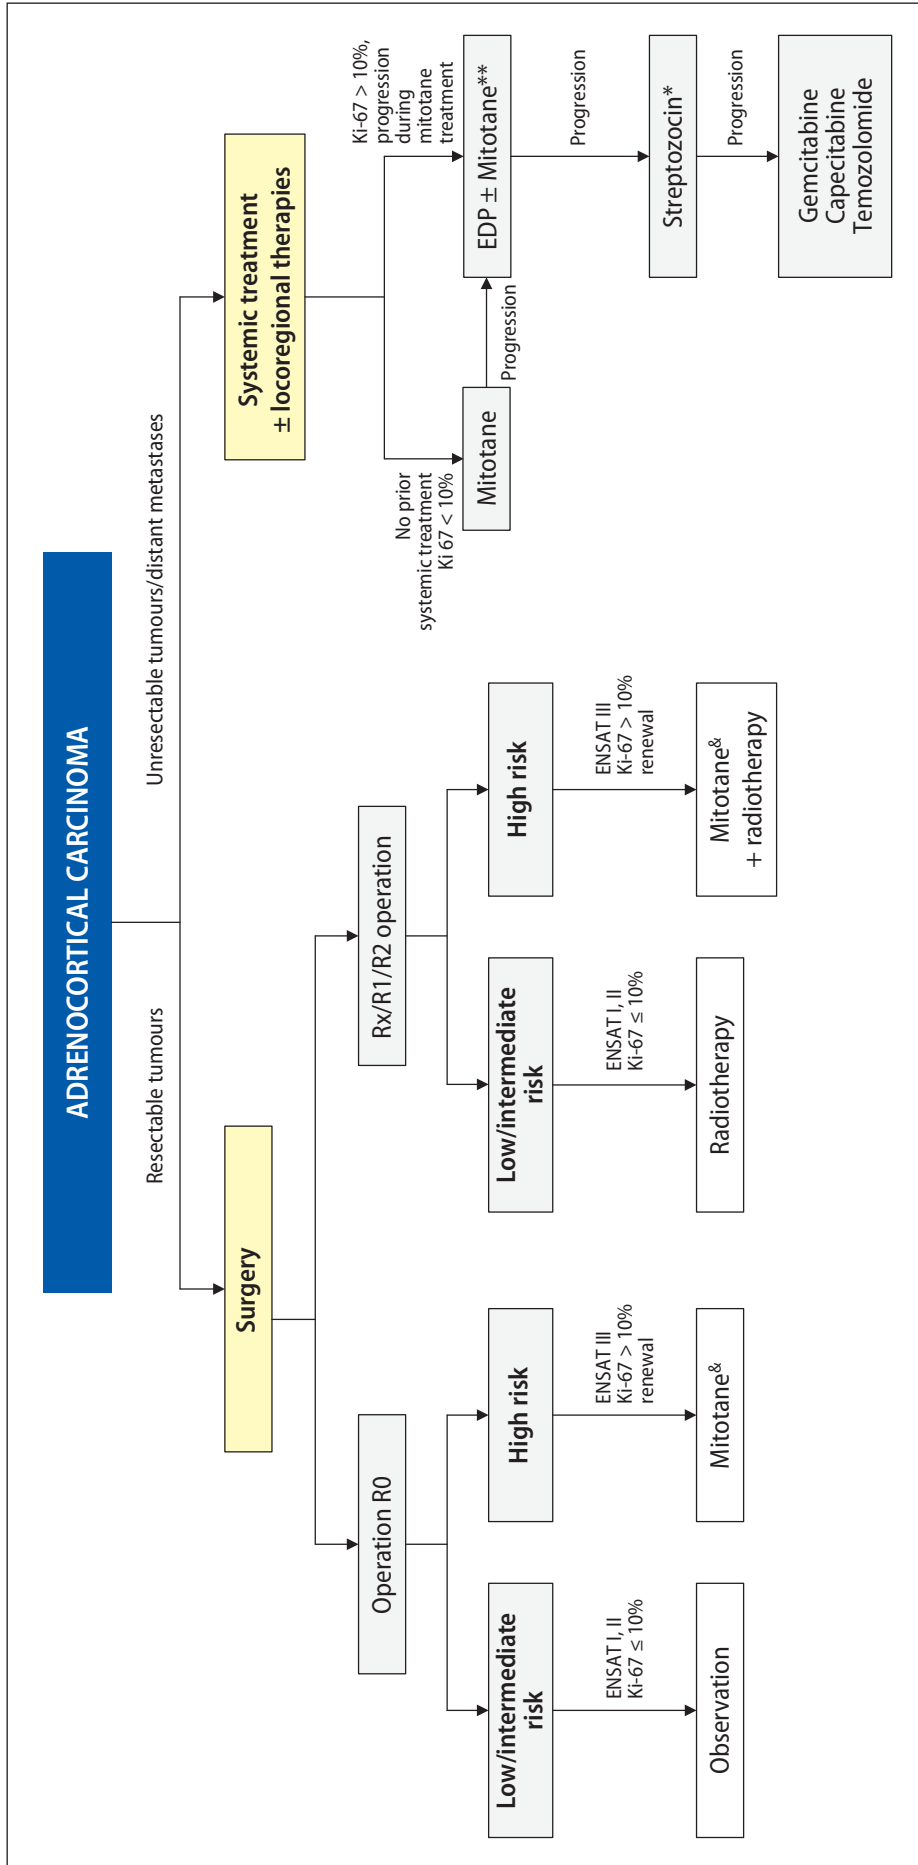 ADRENOCORTICAL CARCINOMA
Resectable tumours
Unresectable tumours/distant metastases
Surgery
Systemic treatment
± locoregional therapies
Operation R0
Rx/R1/R2 operation
No prior
systemic treatment
Ki 67 < 10%
Ki-67 > 10%,
progression
during
mitotane
treatment
Low/intermediate
risk
High risk
Low/intermediate
risk
High risk
Mitotane
Progression
EDP ± Mitotane**
ENSAT I, II
Ki-67 ≤ 10%
ENSAT III
Ki-67 > 10%
renewal
ENSAT I, II
Ki-67 ≤ 10%
ENSAT III
Ki-67 > 10%
renewal
Progression
Observation
Mitotane&
Radiotherapy
Mitotane&
+ radiotherapy
Streptozocin*
Progression
Gemcitabine
Capecitabine
Temozolomide